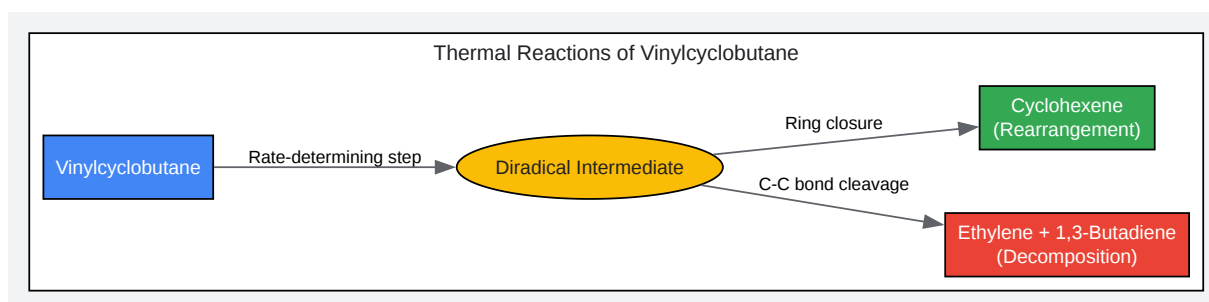 Thermal Reactions of Vinylcyclobutane
Vinylcyclobutane
Rate-determining step
Diradical Intermediate
Ring closure
Cyclohexene
(Rearrangement)
C-C bond cleavage
Ethylene + 1,3-Butadiene
(Decomposition)